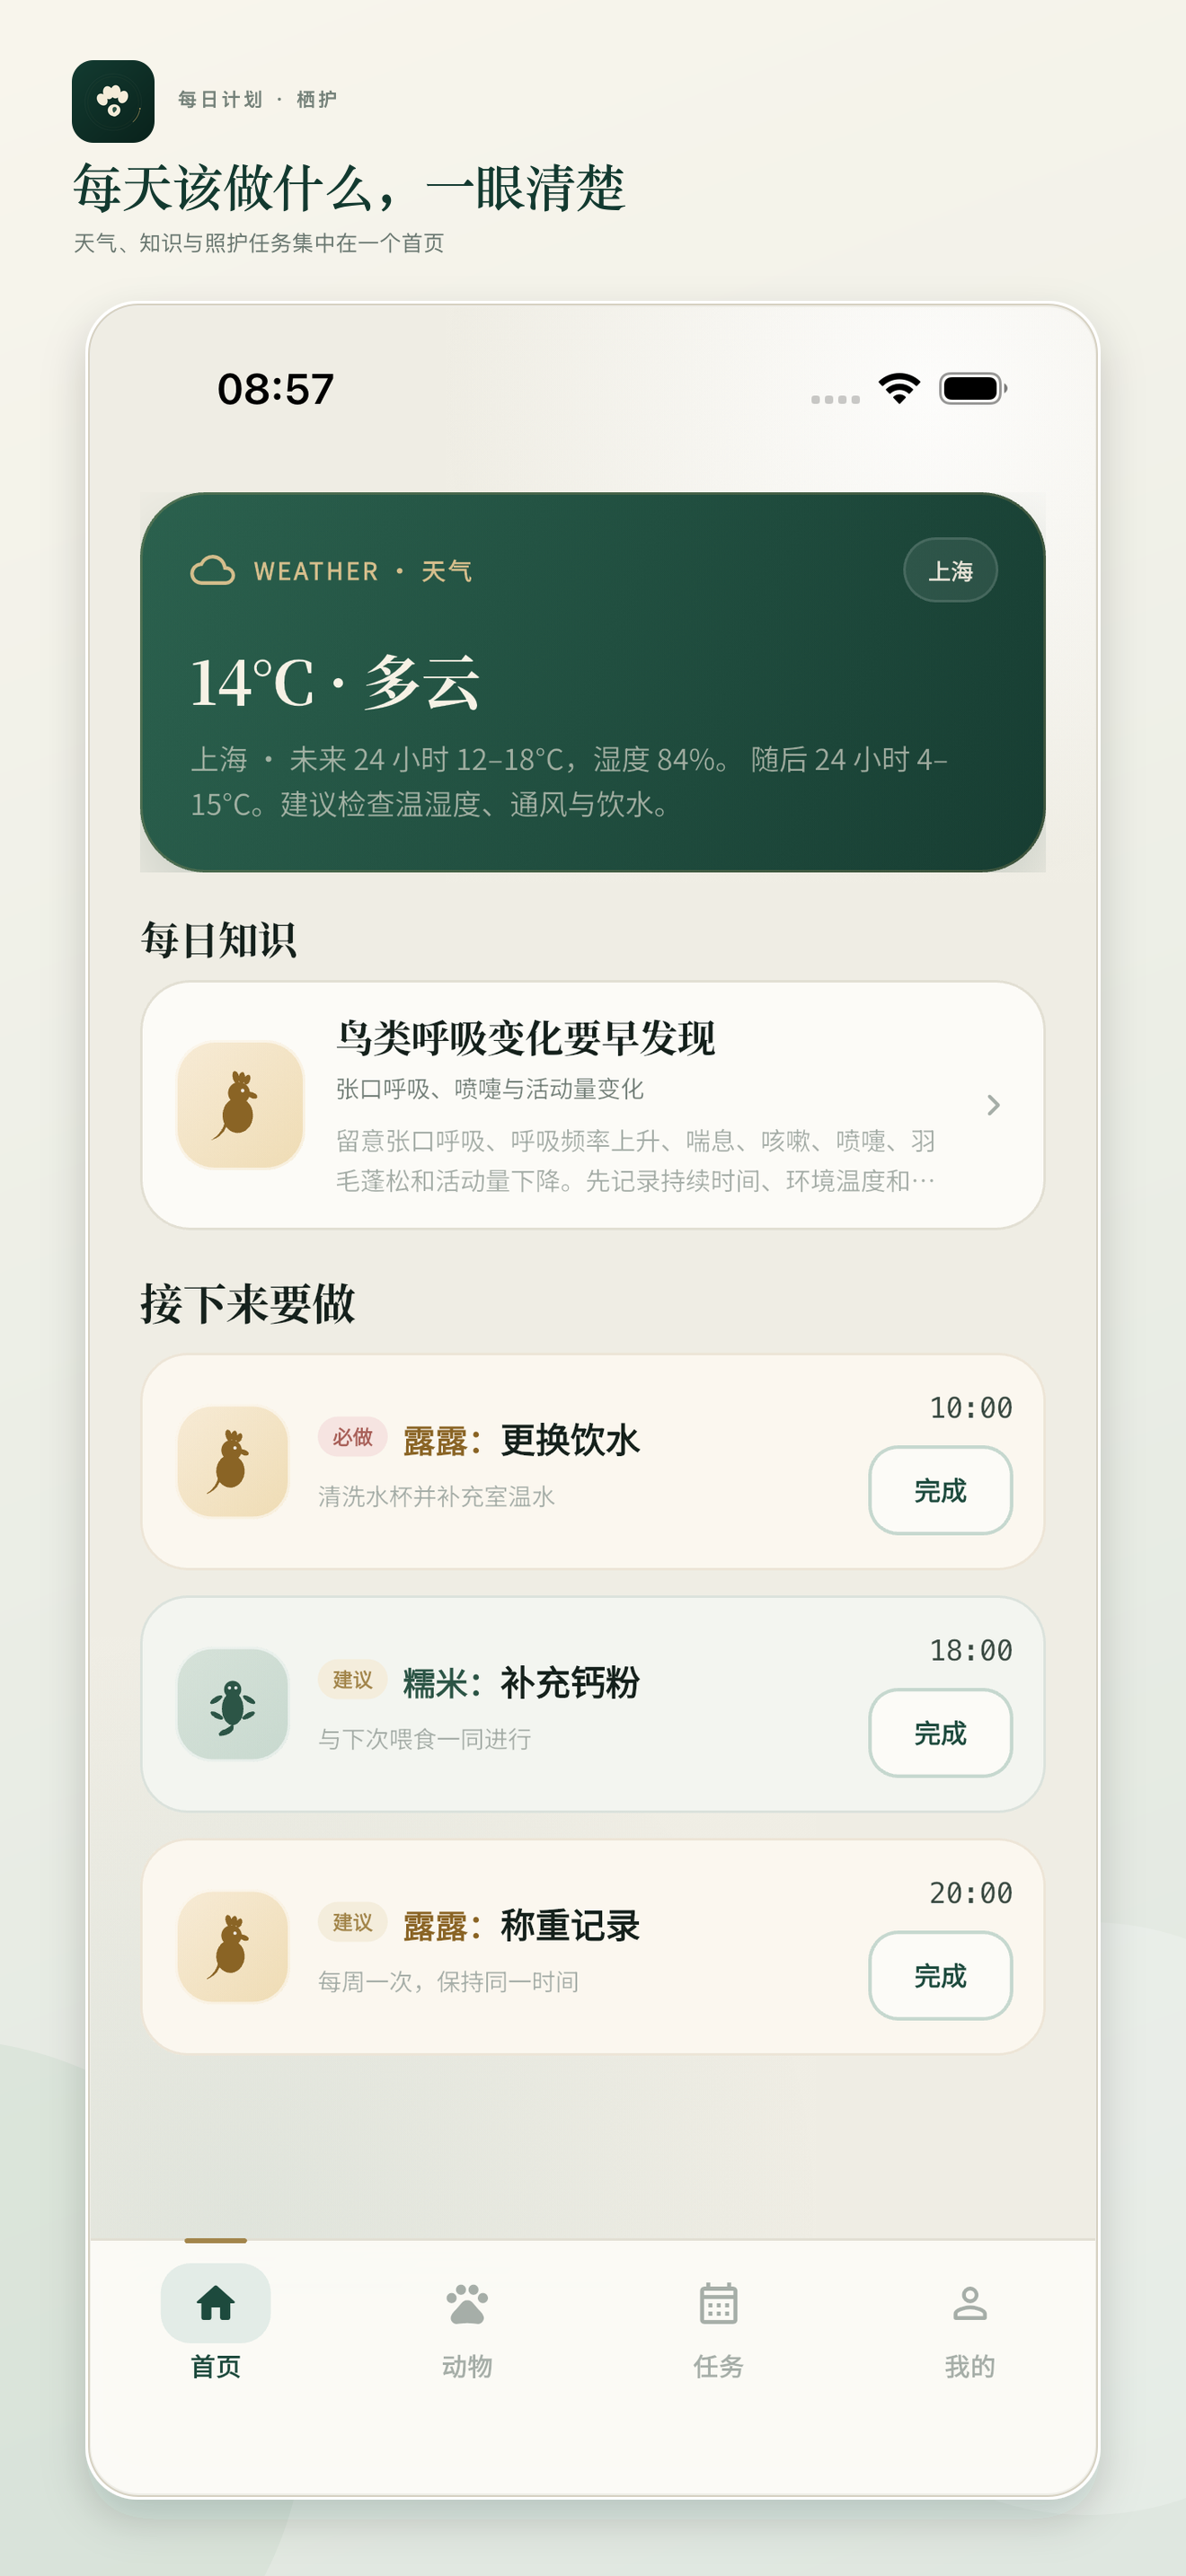 每日计划 · 栖护
每天该做什么，一眼清楚
天气、知识与照护任务集中在一个首页
08:57
WEATHER · 天气
上海
14°C · 多云
上海 · 未来 24 小时 12–18°C，湿度 84%。 随后 24 小时 4–
15°C。建议检查温湿度、通风与饮水。
每日知识
鸟类呼吸变化要早发现
张口呼吸、喷嚏与活动量变化
留意张口呼吸、呼吸频率上升、喘息、咳嗽、喷嚏、羽
毛蓬松和活动量下降。先记录持续时间、环境温度和…
接下来要做
10:00
必做 露露：更换饮水
清洗水杯并补充室温水
完成
18:00
建议 糯米：补充钙粉
与下次喂食一同进行
完成
20:00
建议 露露：称重记录
每周一次，保持同一时间
完成
首页
动物
任务
我的